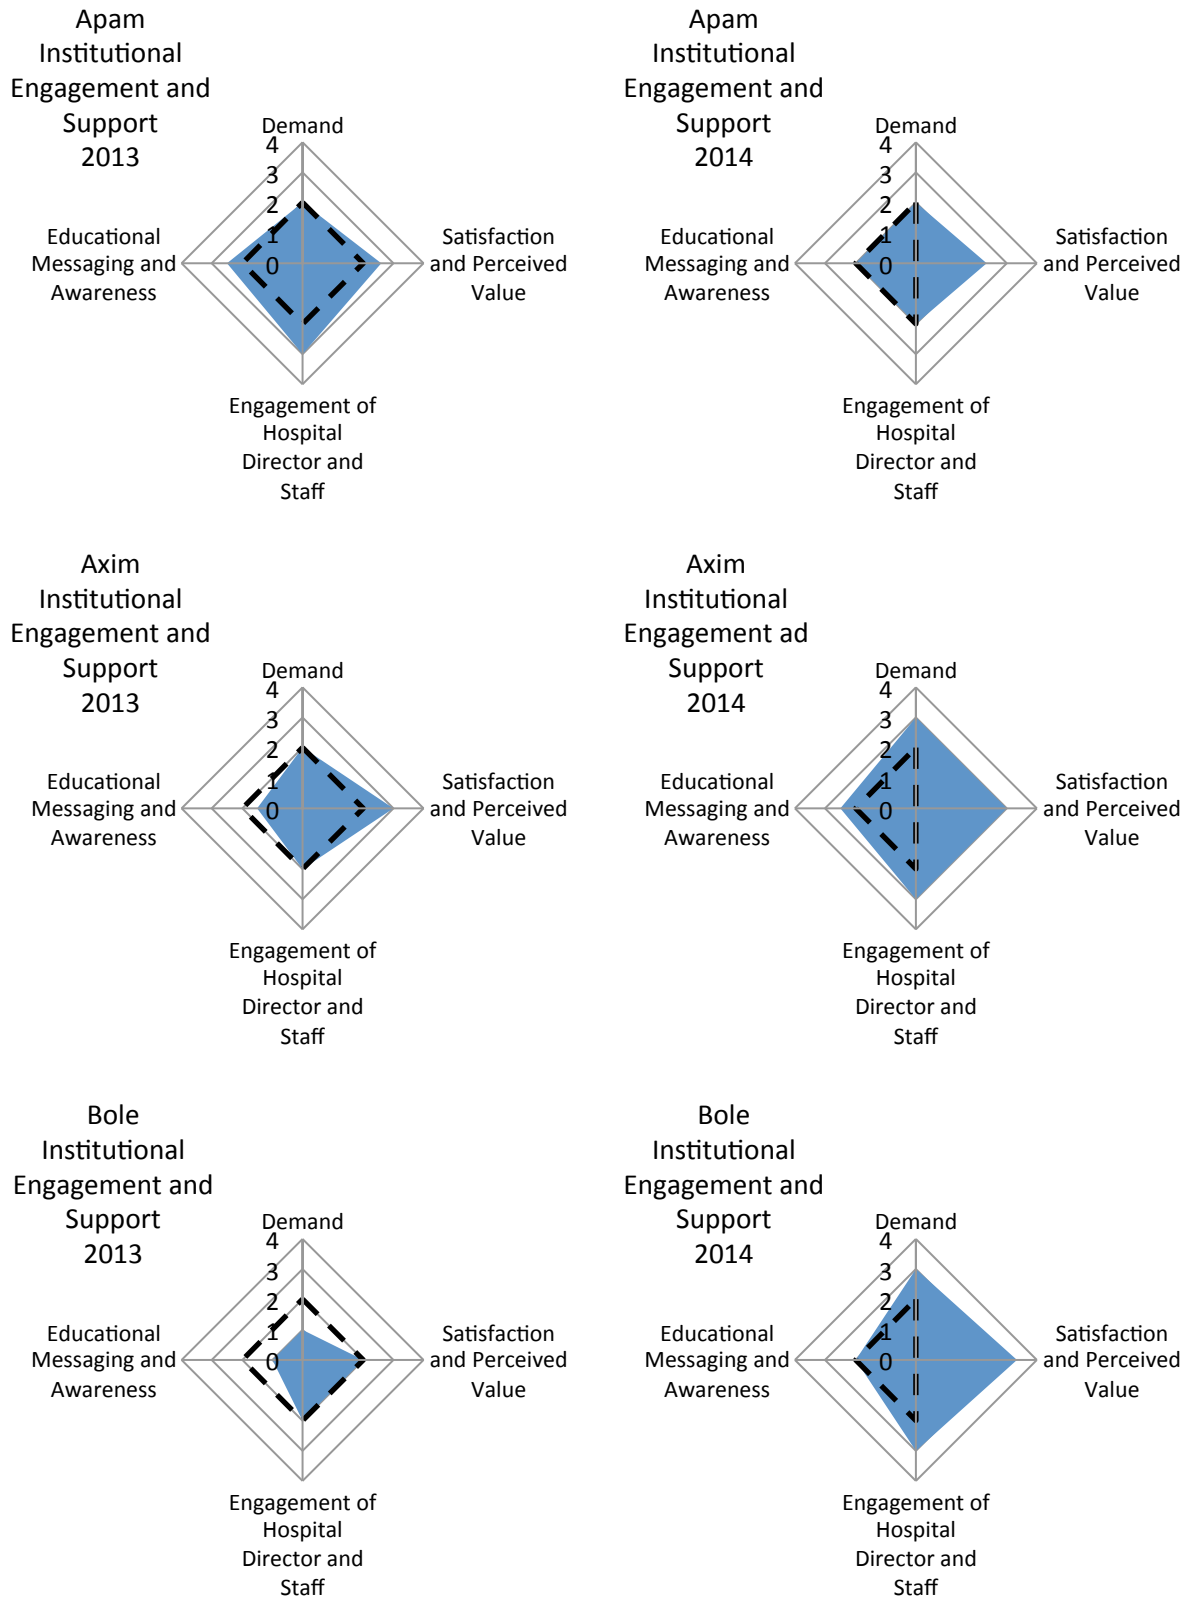 Apam
Institutional
Engagement and
Support
2013
Demand
4
3
2
1
0
Educational
Messaging and
Awareness
Satisfaction
and Perceived
Value
Engagement of
Hospital
Director and
Staff
Apam
Institutional
Engagement and
Support
2014
Demand
4
3
2
1
0
Educational
Messaging and
Awareness
Satisfaction
and Perceived
Value
Engagement of
Hospital
Director and
Staff
Axim
Institutional
Engagement and
Support
2013
Demand
4
3
2
1
0
Educational
Messaging and
Awareness
Satisfaction
and Perceived
Value
Engagement of
Hospital
Director and
Staff
Axim
Institutional
Engagement ad
Support
2014
Demand
4
3
2
1
0
Educational
Messaging and
Awareness
Satisfaction
and Perceived
Value
Engagement of
Hospital
Director and
Staff
Bole
Institutional
Engagement and
Support
2013
Demand
4
3
2
1
0
Educational
Messaging and
Awareness
Satisfaction
and Perceived
Value
Engagement of
Hospital
Director and
Staff
Bole
Institutional
Engagement and
Support
2014
Demand
4
3
2
1
0
Educational
Messaging and
Awareness
Satisfaction
and Perceived
Value
Engagement of
Hospital
Director and
Staff